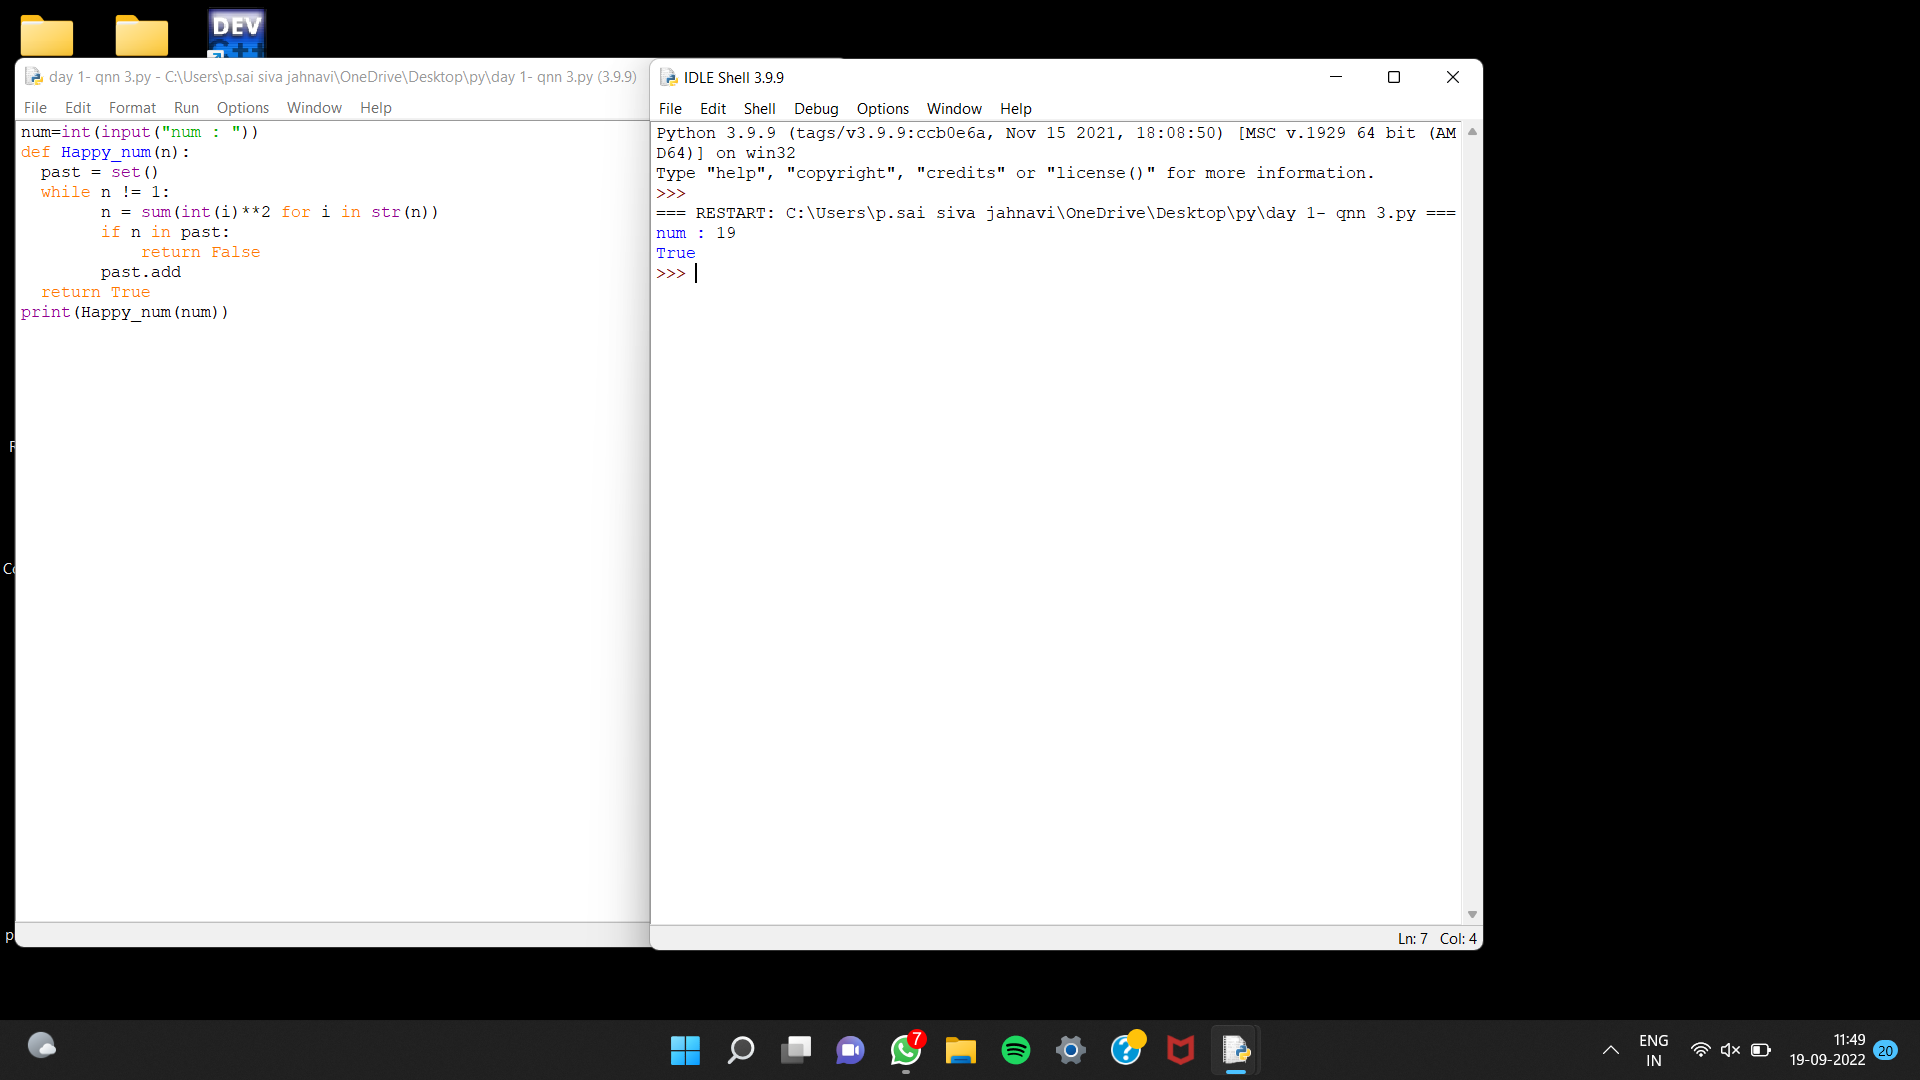 DEV
C++
day 1- qnn 3.py - C:\Users\p.sai siva jahnavi\OneDrive\Desktop\py\day 1- qnn 3.py (3.9.9)
File Edit Format Run Options Window Help
num=int(input("num : "))
def Happy_num(n):
  past = set()
  while n != 1:
        n = sum(int(i)**2 for i in str(n))
        if n in past:
            return False
        past.add
  return True
print(Happy_num(num))
IDLE Shell 3.9.9
File Edit Shell Debug Options Window Help
Python 3.9.9 (tags/v3.9.9:ccb0e6a, Nov 15 2021, 18:08:50) [MSC v.1929 64 bit (AM
D64)] on win32
Type "help", "copyright", "credits" or "license()" for more information.
>>>
=== RESTART: C:\Users\p.sai siva jahnavi\OneDrive\Desktop\py\day 1- qnn 3.py ===
num : 19
True
>>>
Ln: 7 Col: 4
7
ENG
IN
11:49
19-09-2022
20